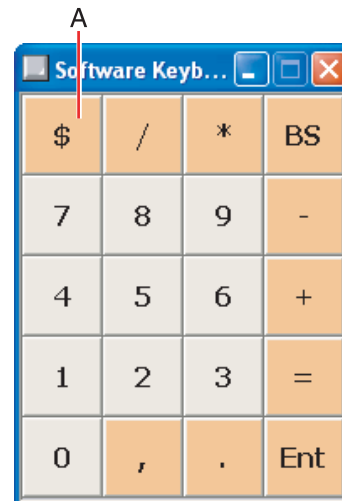 A
Software Keyb...
$ / * BS
7 8 9 -
4 5 6 +
1 2 3 =
0 , . Ent